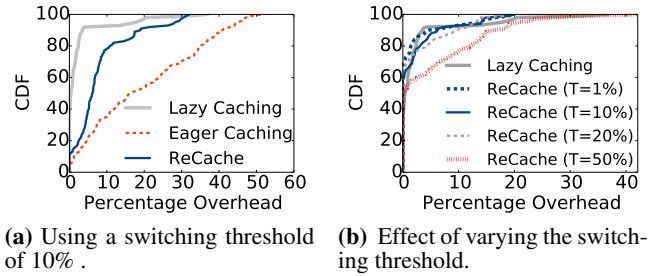 100
80
60
40
20
0
CDF
Lazy Caching
Eager Caching
ReCache
0 10 20 30 40 50 60
Percentage Overhead
(a) Using a switching threshold
of 10% .
100
80
60
40
20
0
CDF
Lazy Caching
ReCache (T=1%)
ReCache (T=10%)
ReCache (T=20%)
ReCache (T=50%)
0 10 20 30 40
Percentage Overhead
(b) Effect of varying the switch-
ing threshold.